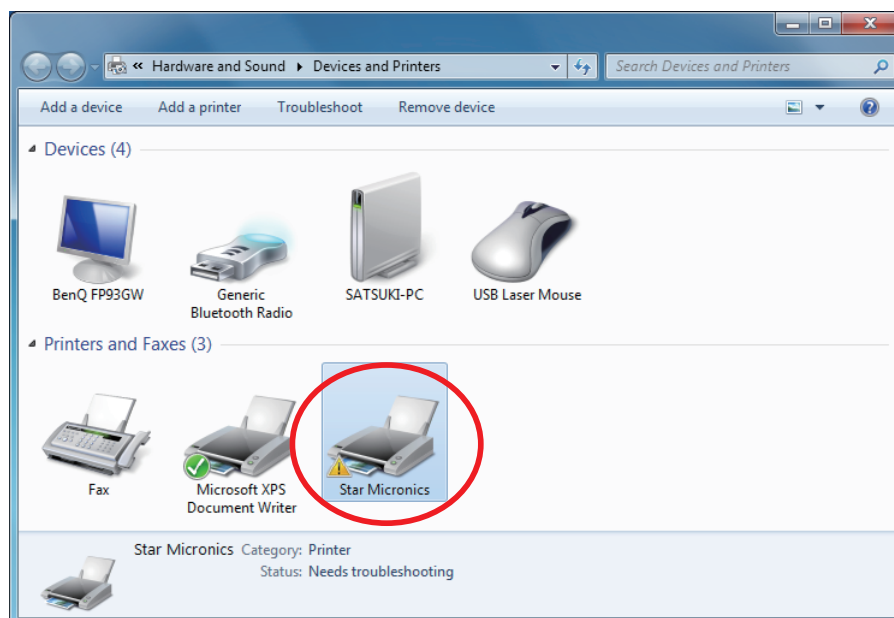 « Hardware and Sound ▸ Devices and Printers
Search Devices and Printers
Add a device Add a printer Troubleshoot Remove device
Devices (4)
BenQ FP93GW
Generic
Bluetooth Radio
SATSUKI-PC
USB Laser Mouse
Printers and Faxes (3)
Fax
Microsoft XPS
Document Writer
Star Micronics
Star Micronics Category: Printer
Status: Needs troubleshooting